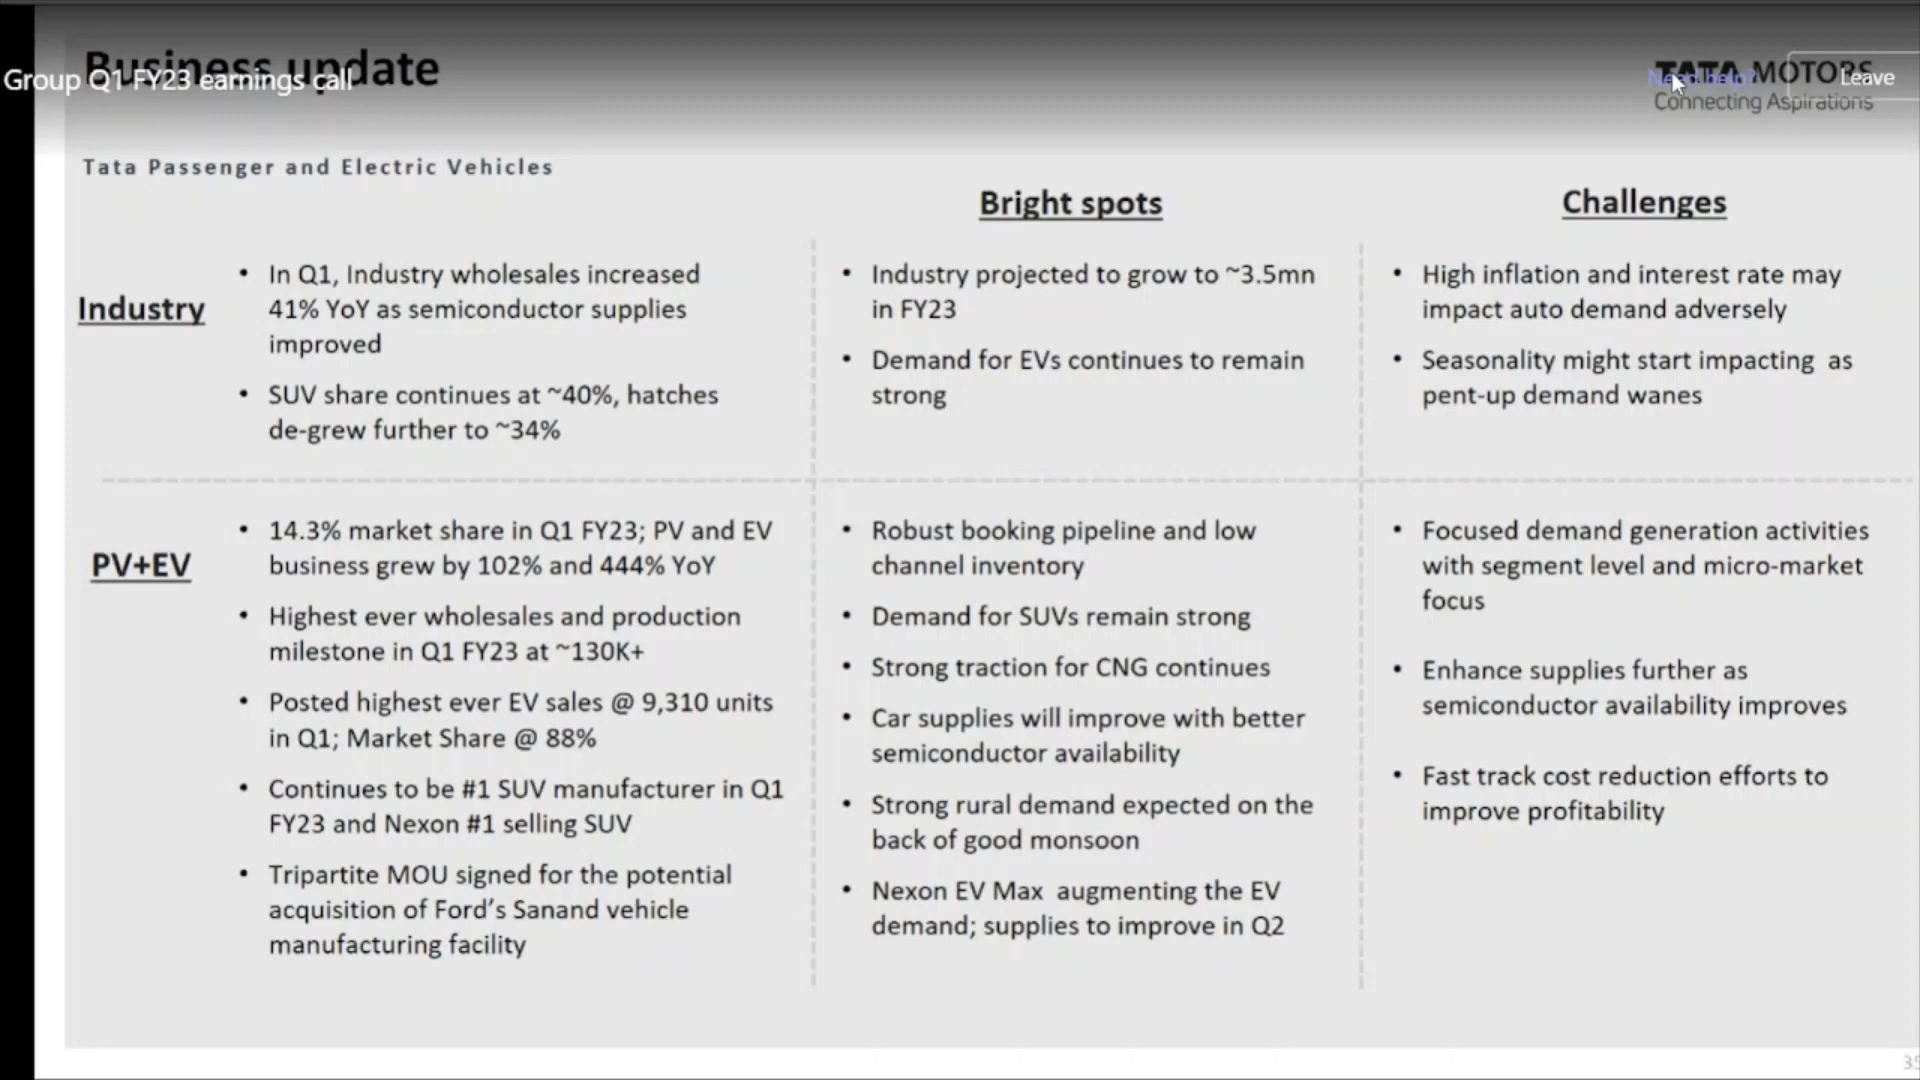 Business update
Group Q1 FY23 earnings call
Need help?
Leave
TATA MOTORS
Connecting Aspirations
Tata Passenger and Electric Vehicles
Bright spots
Challenges
Industry
• In Q1, Industry wholesales increased
41% YoY as semiconductor supplies
improved
• SUV share continues at ~40%, hatches
de-grew further to ~34%
• Industry projected to grow to ~3.5mn
in FY23
• Demand for EVs continues to remain
strong
• High inflation and interest rate may
impact auto demand adversely
• Seasonality might start impacting as
pent-up demand wanes
PV+EV
• 14.3% market share in Q1 FY23; PV and EV
business grew by 102% and 444% YoY
• Highest ever wholesales and production
milestone in Q1 FY23 at ~130K+
• Posted highest ever EV sales @ 9,310 units
in Q1; Market Share @ 88%
• Continues to be #1 SUV manufacturer in Q1
FY23 and Nexon #1 selling SUV
• Tripartite MOU signed for the potential
acquisition of Ford’s Sanand vehicle
manufacturing facility
• Robust booking pipeline and low
channel inventory
• Demand for SUVs remain strong
• Strong traction for CNG continues
• Car supplies will improve with better
semiconductor availability
• Strong rural demand expected on the
back of good monsoon
• Nexon EV Max augmenting the EV
demand; supplies to improve in Q2
• Focused demand generation activities
with segment level and micro-market
focus
• Enhance supplies further as
semiconductor availability improves
• Fast track cost reduction efforts to
improve profitability